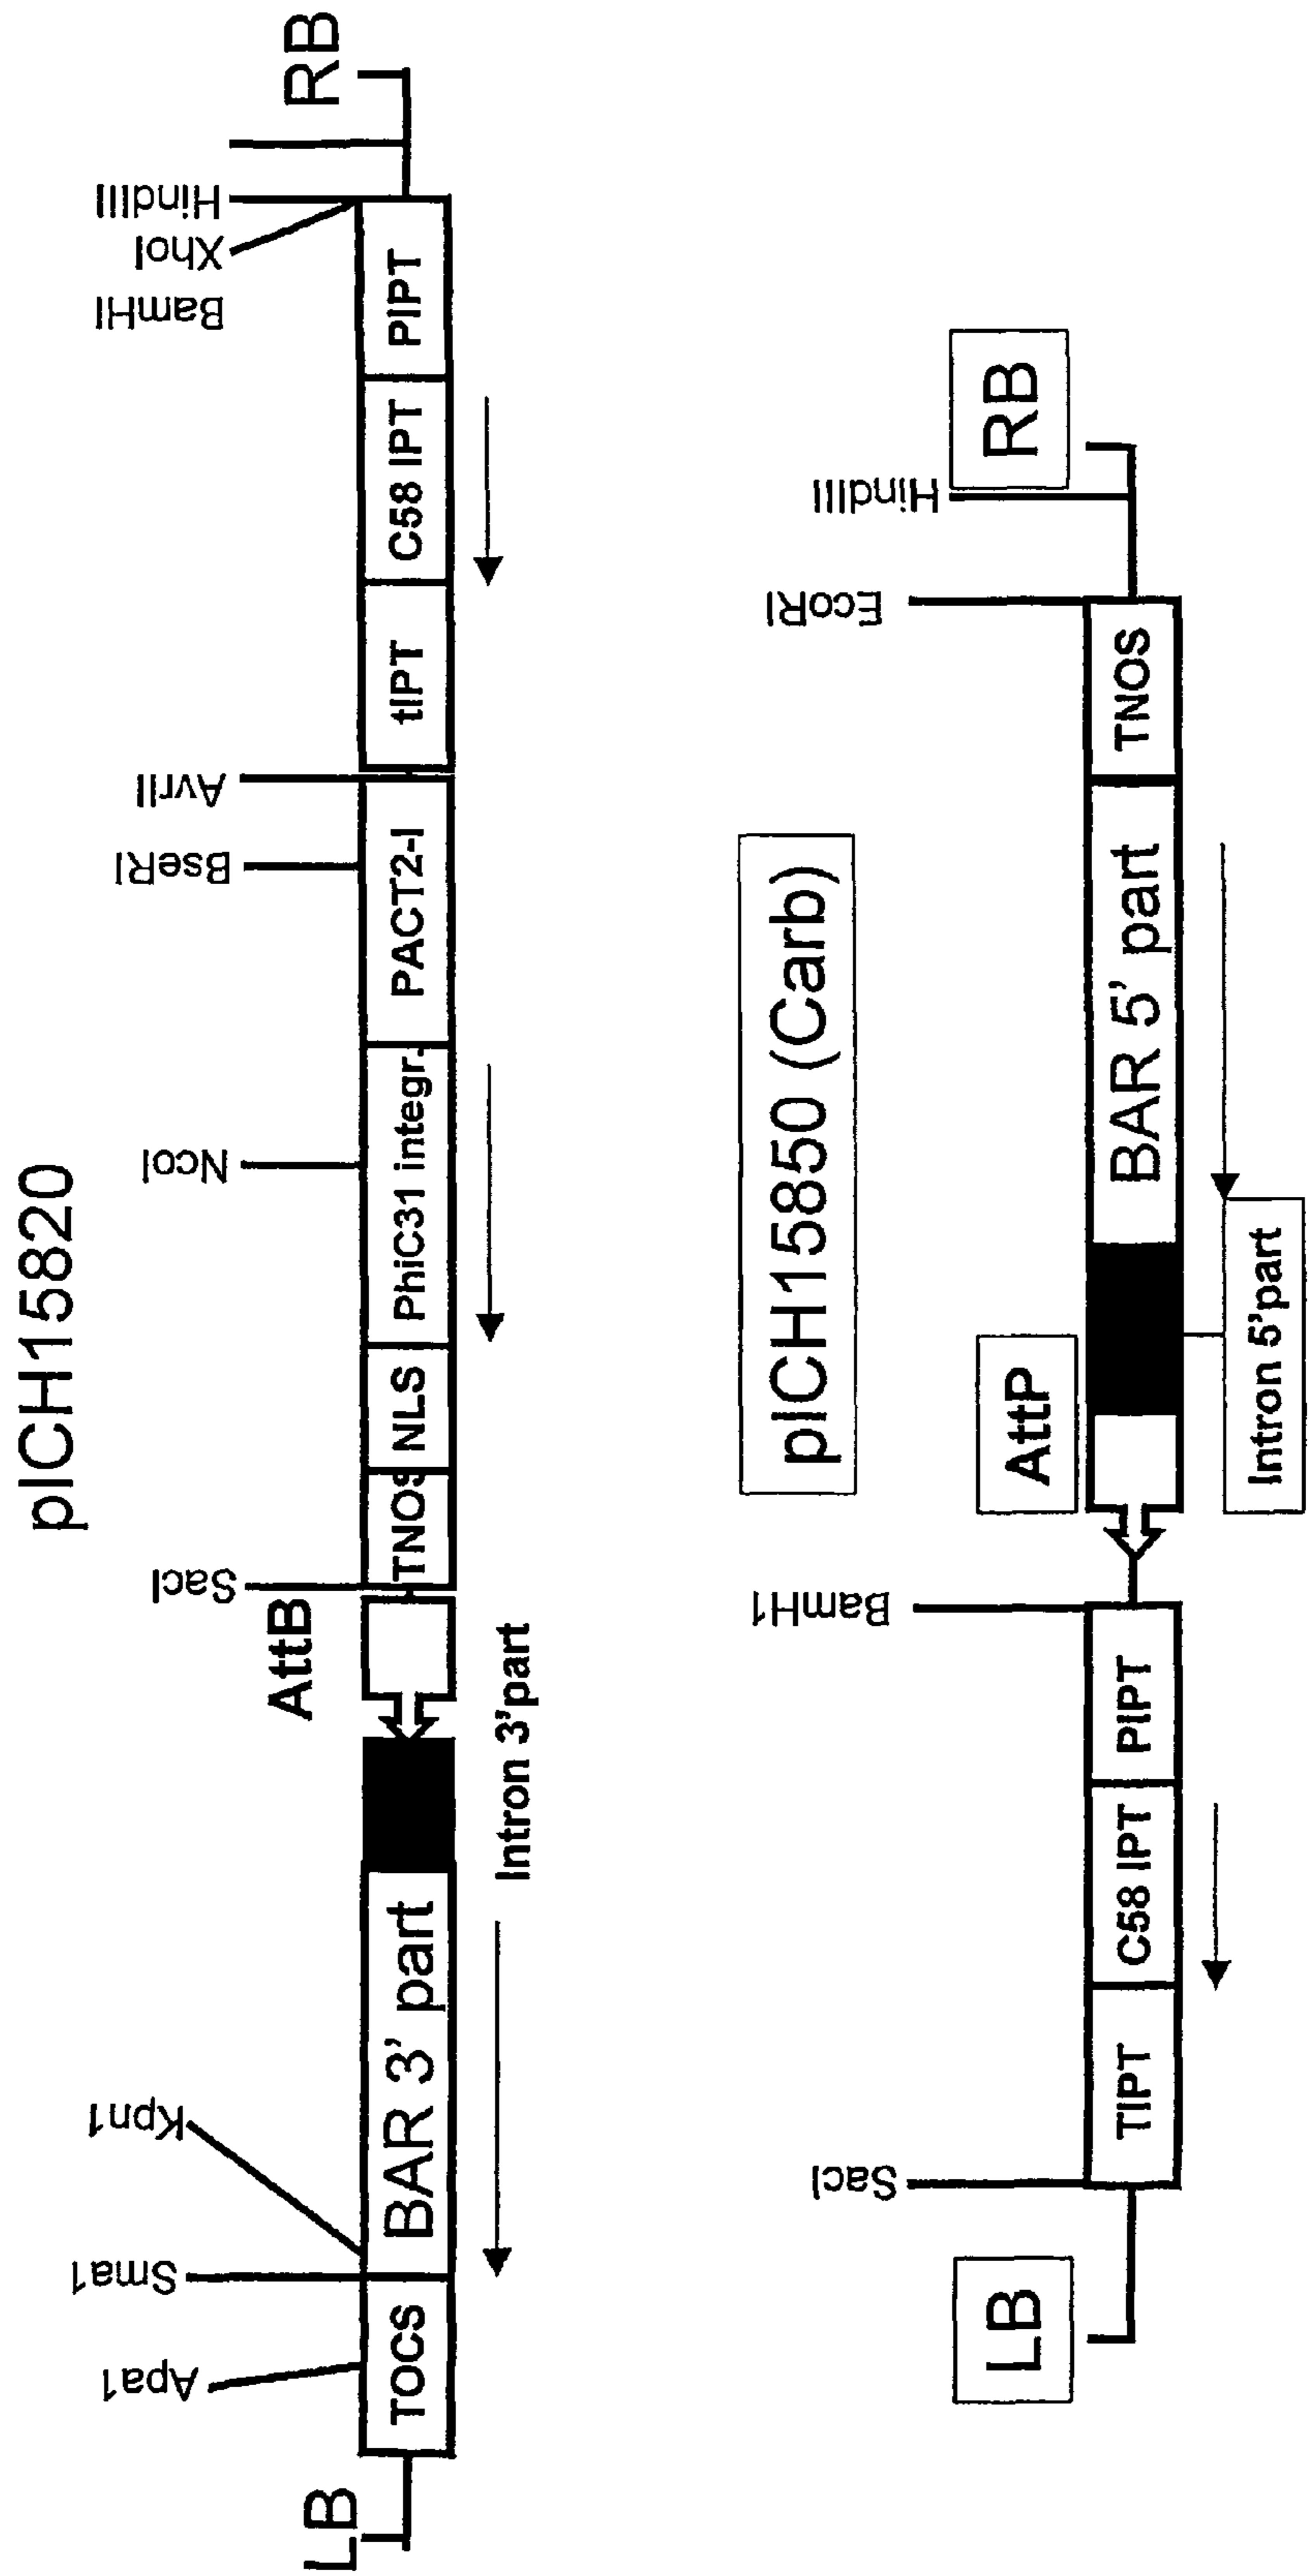 pICH15820
Apa1
Sma1
Kpn1
AttB
SacI
NcoI
BseRI
AvrII
BamHI
XhoI
HindIII
LB
TOCS
BAR 3' part
TNOS
NLS
PhiC31 integr.
PACT2-I
tIPT
C58 IPT
PIPT
RB
Intron 3'part
pICH15850 (Carb)
SacI
BamH1
AttP
EcoRI
HindIII
LB
TIPT
C58 IPT
PIPT
BAR 5' part
TNOS
RB
Intron 5'part